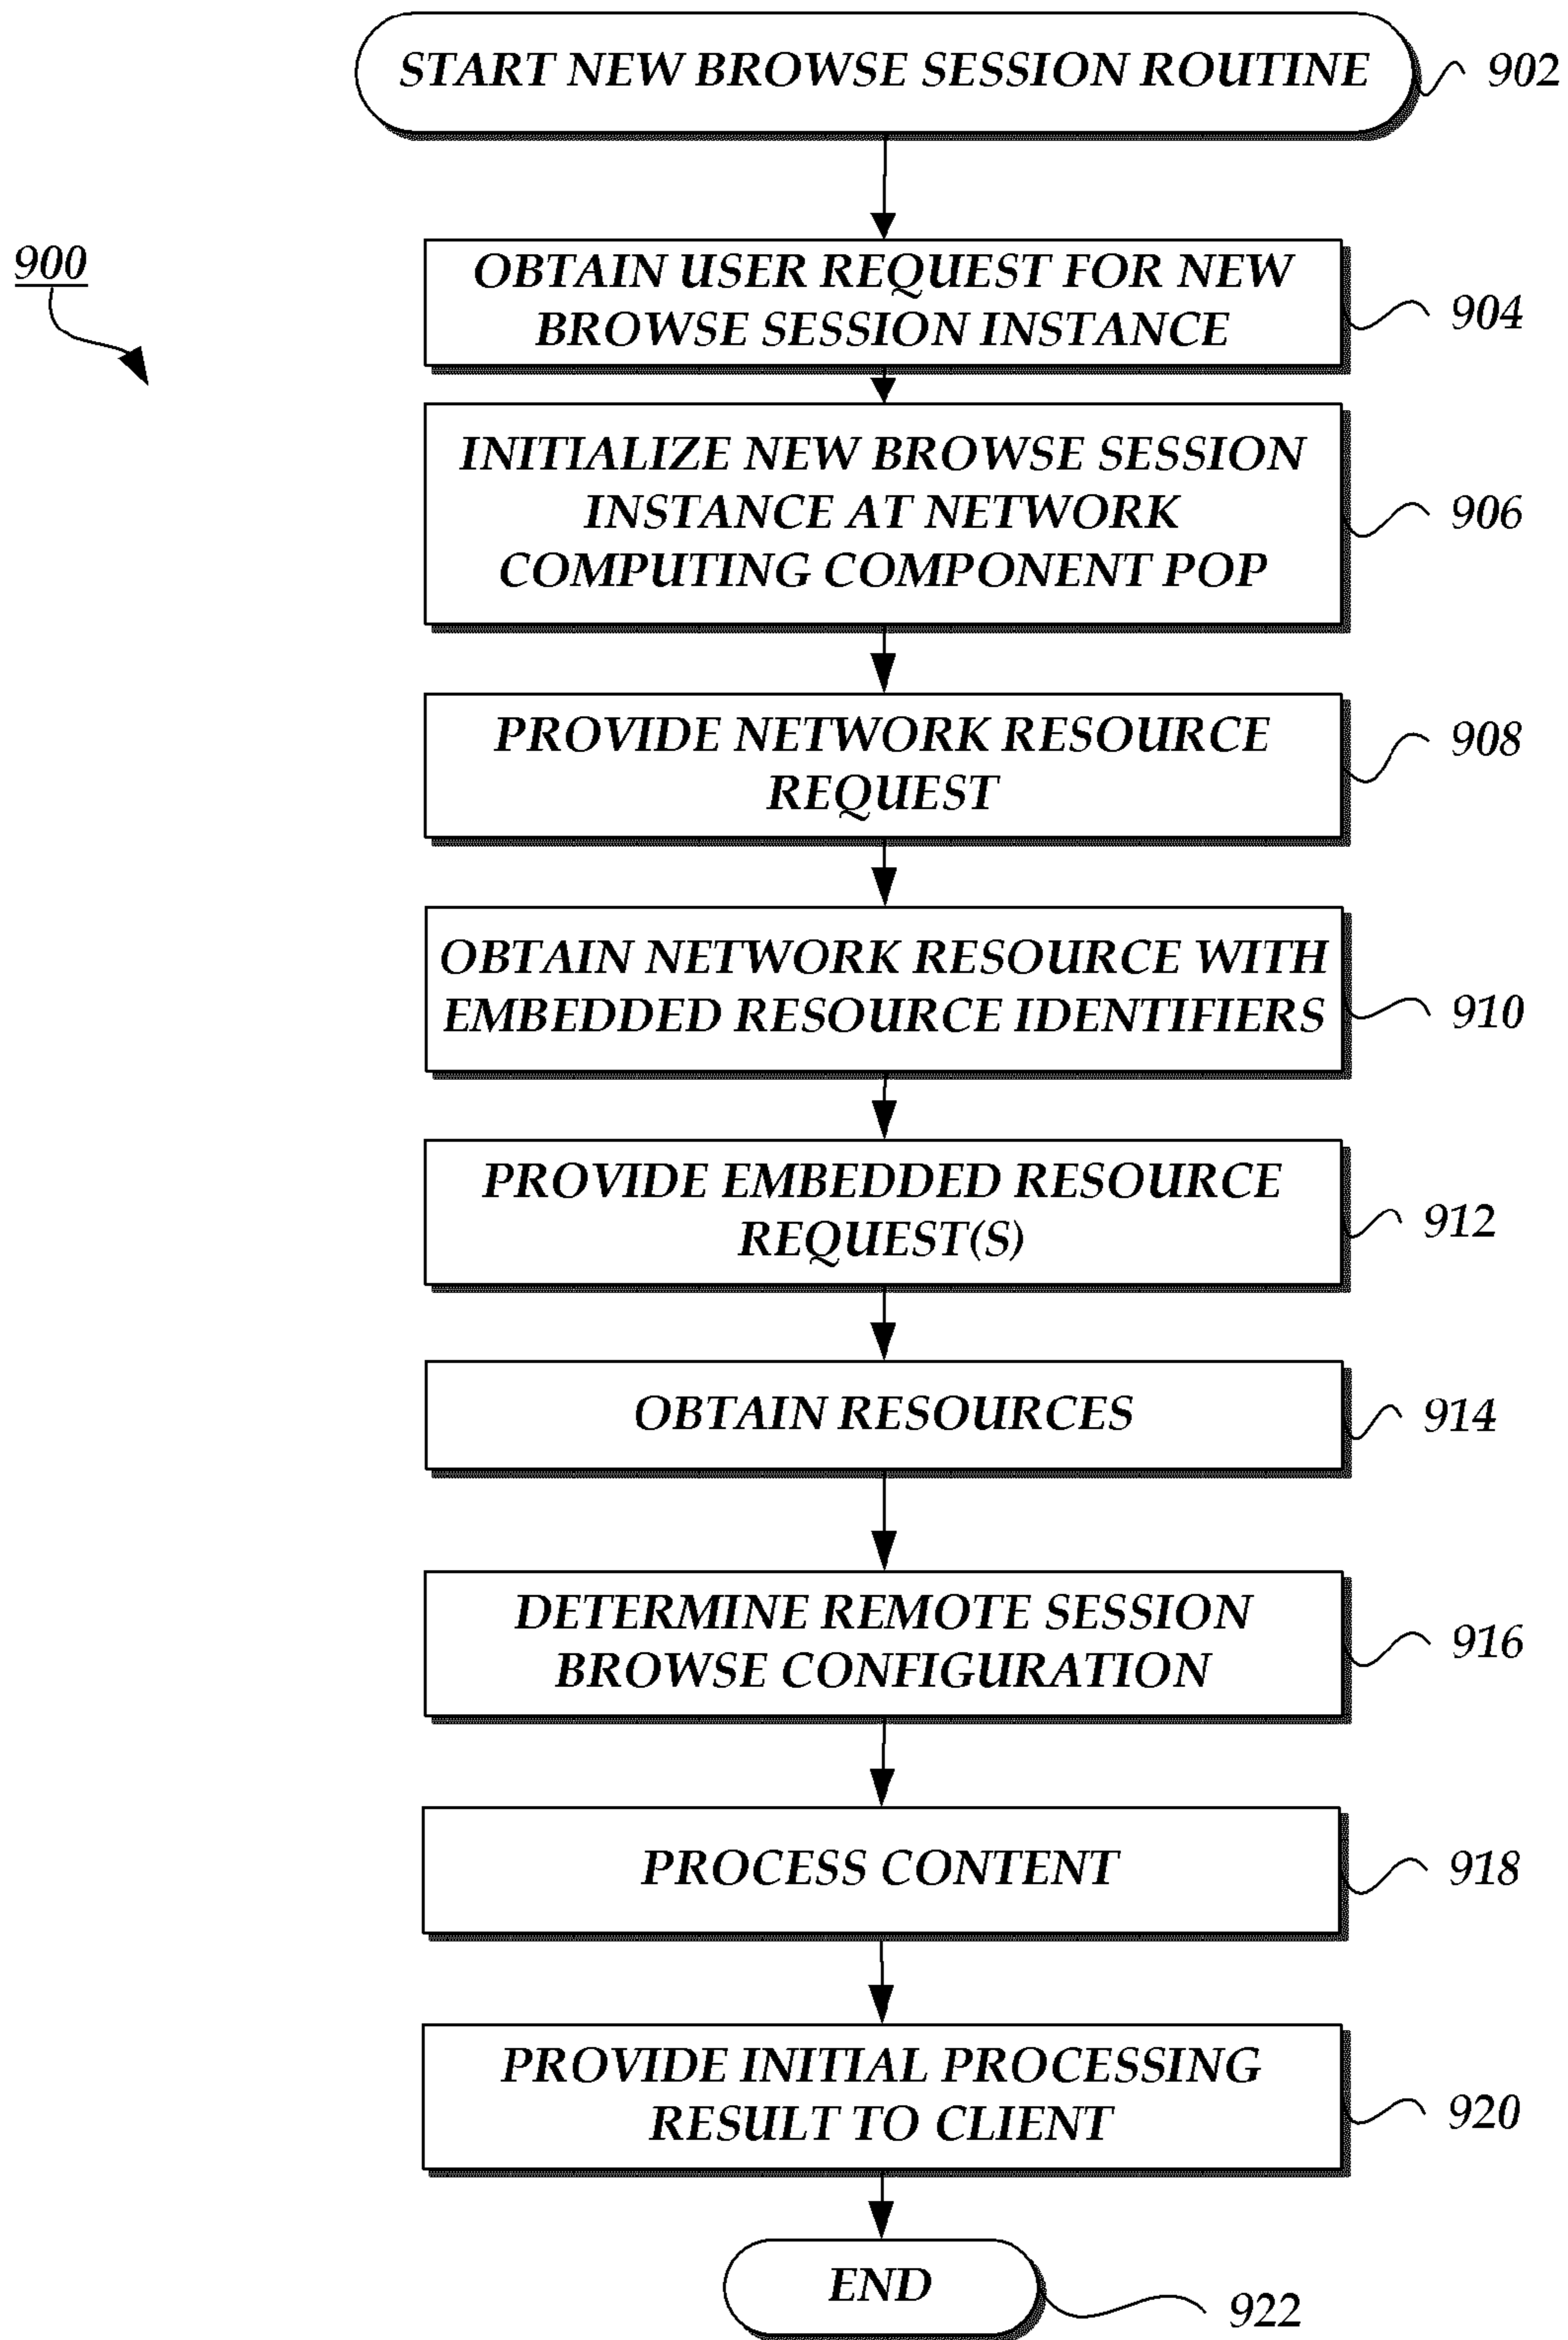 START NEW BROWSE SESSION ROUTINE
902
900
OBTAIN USER REQUEST FOR NEW
BROWSE SESSION INSTANCE
904
INITIALIZE NEW BROWSE SESSION
INSTANCE AT NETWORK
COMPUTING COMPONENT POP
906
PROVIDE NETWORK RESOURCE
REQUEST
908
OBTAIN NETWORK RESOURCE WITH
EMBEDDED RESOURCE IDENTIFIERS
910
PROVIDE EMBEDDED RESOURCE
REQUEST(S)
912
OBTAIN RESOURCES
914
DETERMINE REMOTE SESSION
BROWSE CONFIGURATION
916
PROCESS CONTENT
918
PROVIDE INITIAL PROCESSING
RESULT TO CLIENT
920
END
922